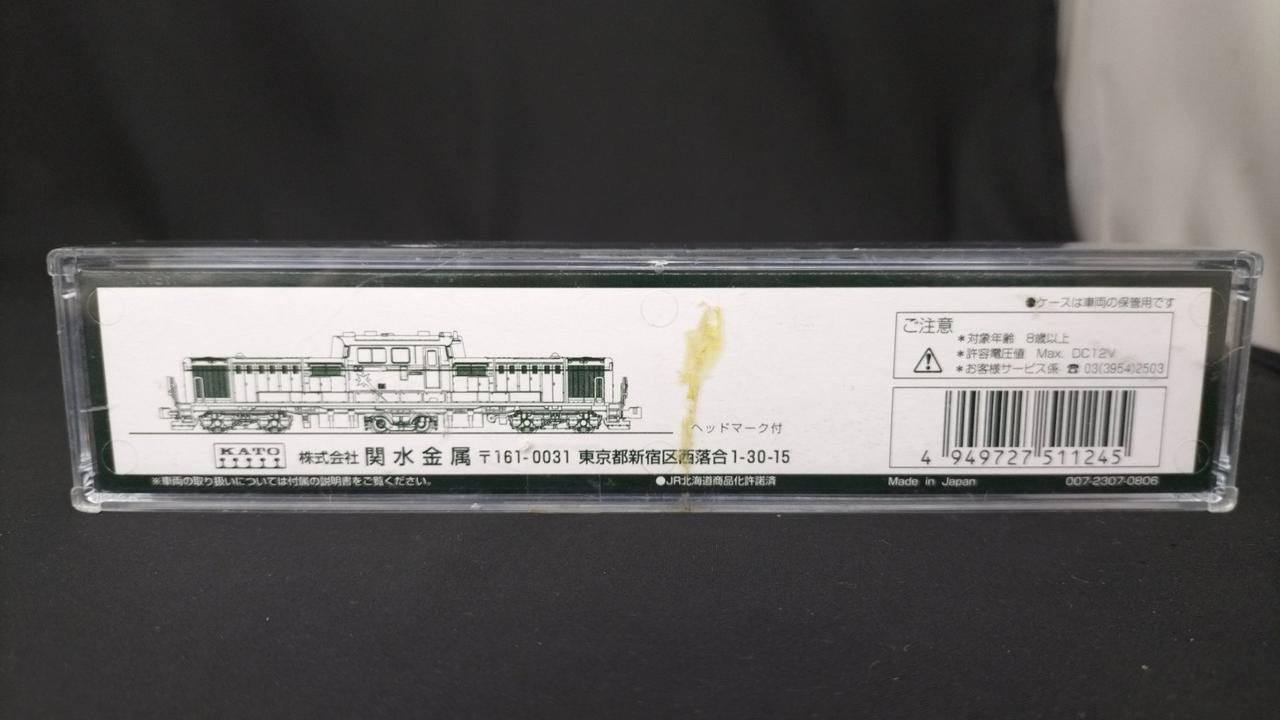 ●ケースは車両の保管用です
ご注意
＊対象年齢 8歳以上
＊許容電圧値 Max. DC12V
＊お客様サービス係 ☎ 03(3954)2503
ヘッドマーク付
KATO 株式会社 関水金属 〒161-0031 東京都新宿区西落合1-30-15
4 949727 511245
※車両の取り扱いについては付属の説明書をご覧ください。
●JR北海道商品化許諾済
Made in Japan
007-2307-0806